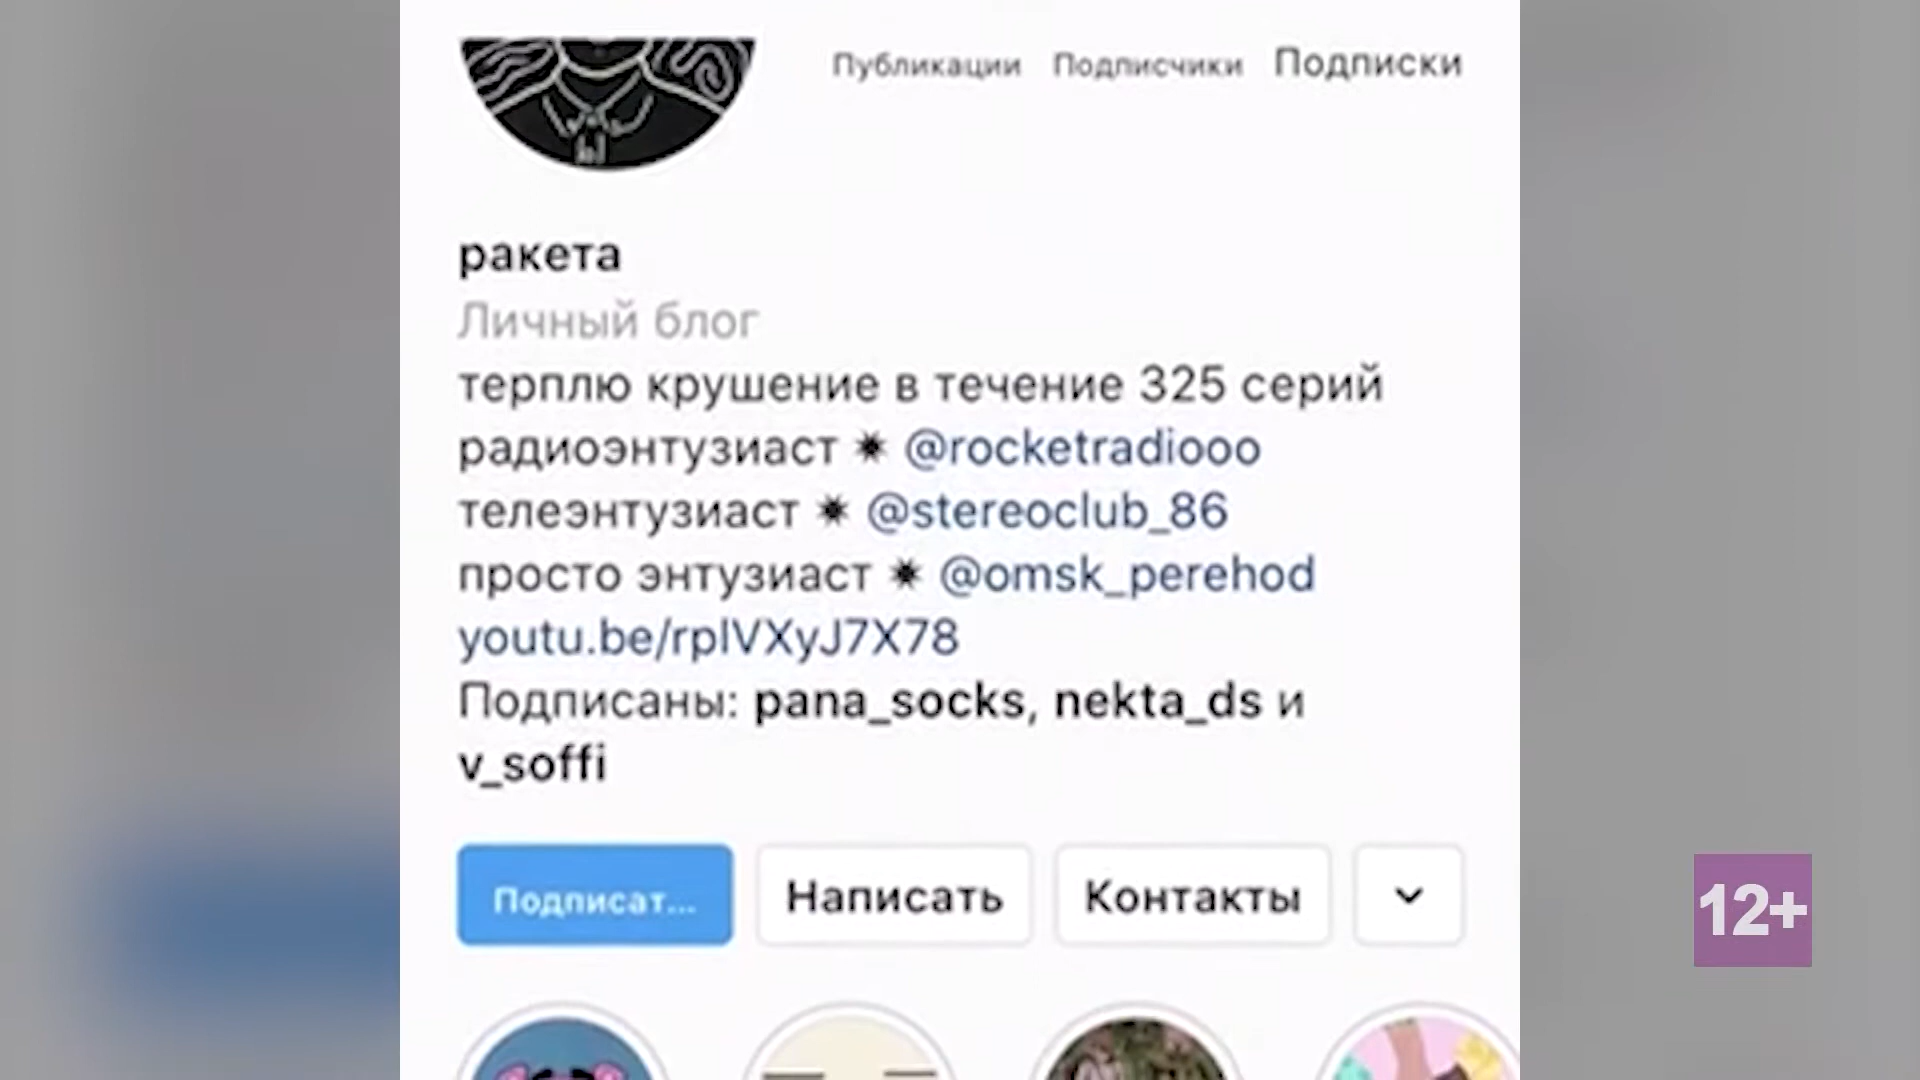 Публикации Подписчики Подписки
ракета
Личный блог
терплю крушение в течение 325 серий
радиоэнтузиаст ✷ @rocketradiooo
телеэнтузиаст ✷ @stereoclub_86
просто энтузиаст ✷ @omsk_perehod
youtu.be/rplVXyJ7X78
Подписаны: pana_socks, nekta_ds и
v_soffi
Подписат... Написать Контакты
12+